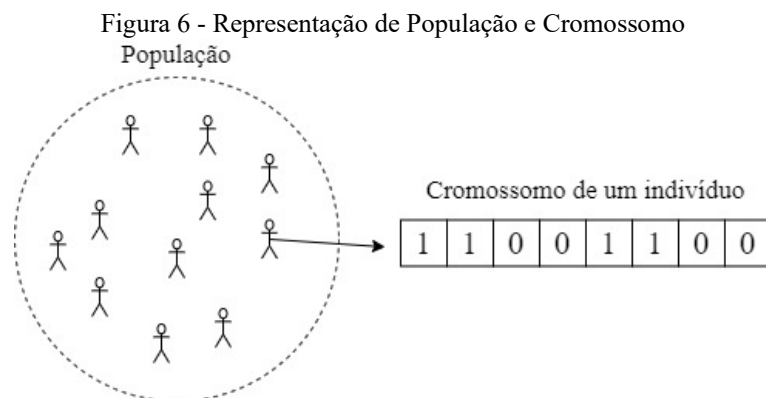 Figura 6 - Representação de População e Cromossomo
População
Cromossomo de um indivíduo
1 1 0 0 1 1 0 0